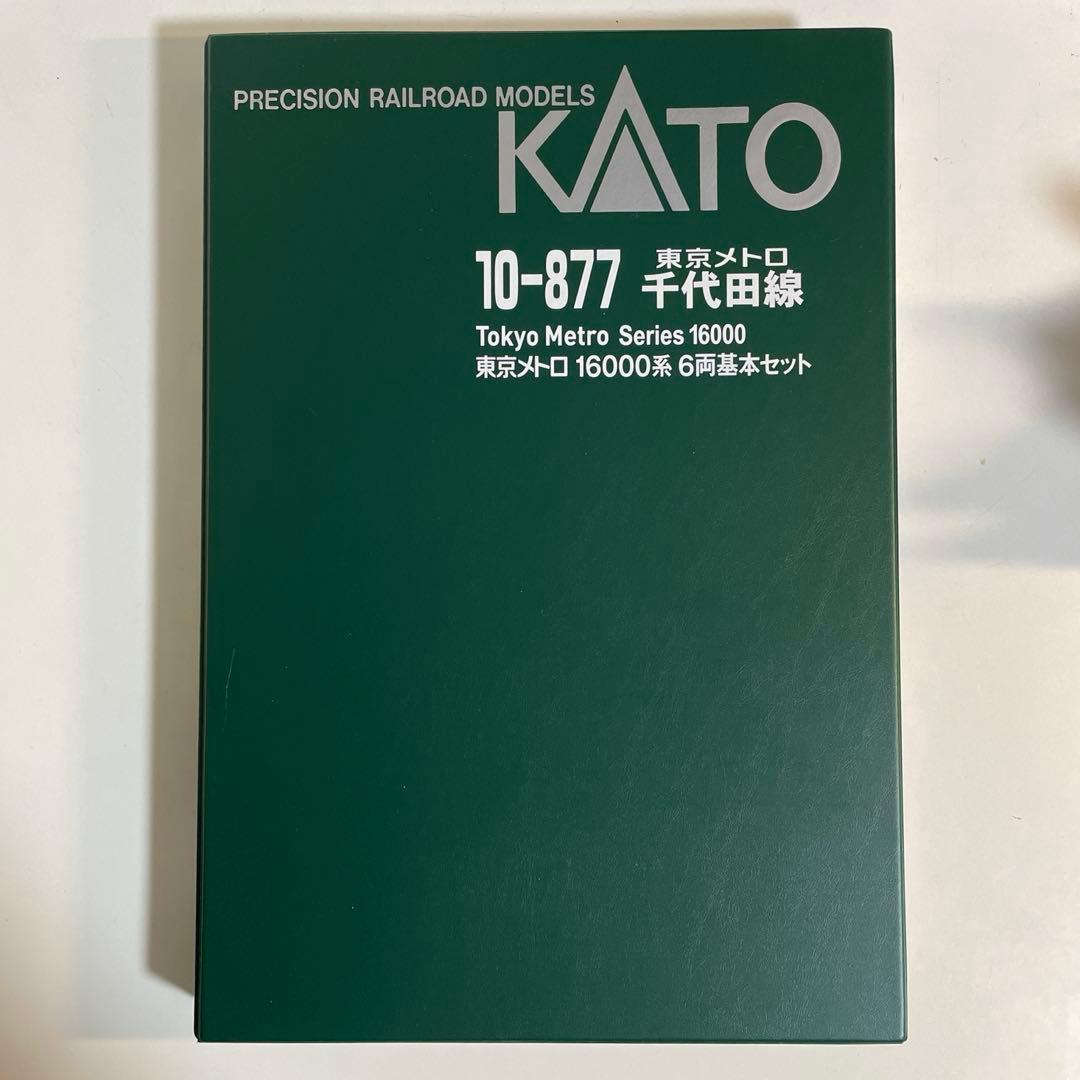 PRECISION RAILROAD MODELS
KATO
10-877 東京メトロ 千代田線
Tokyo Metro Series 16000
東京メトロ 16000系 6両基本セット